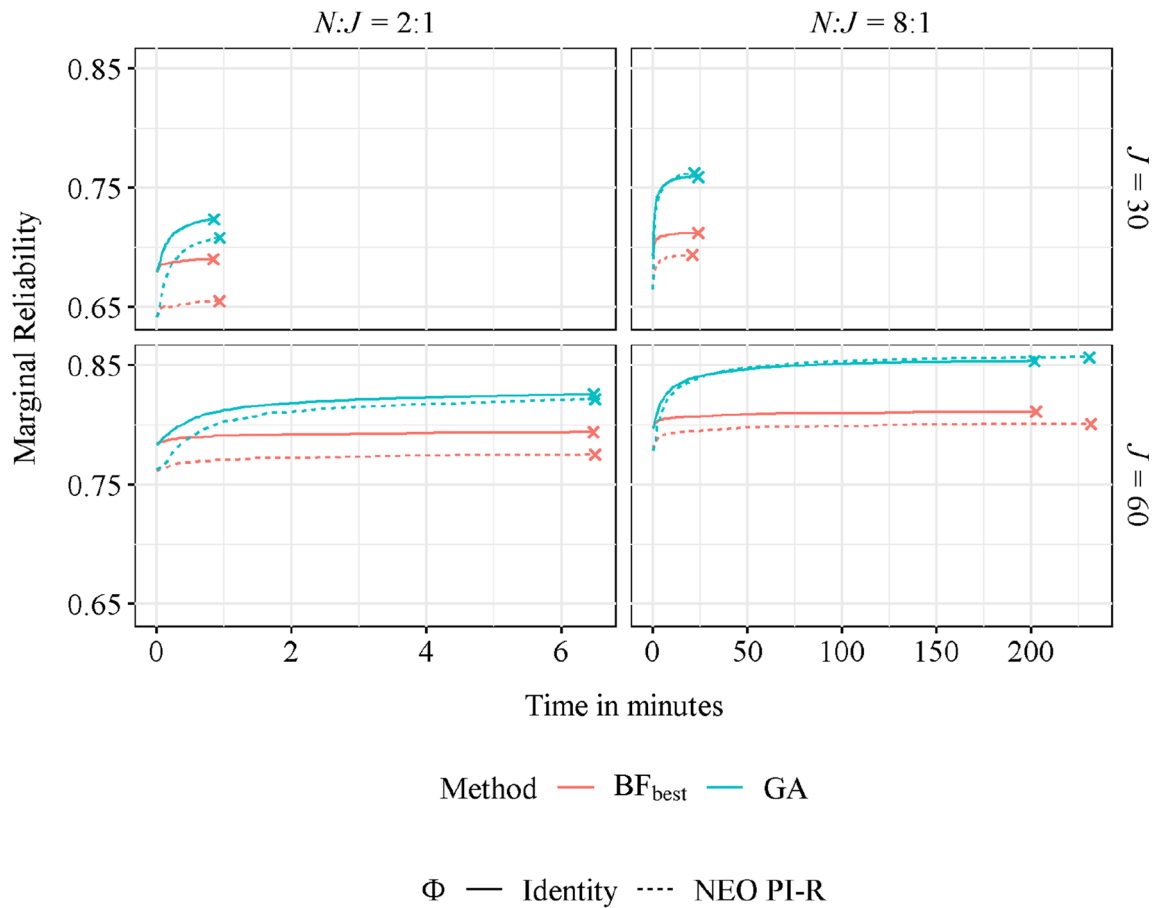 N:J = 2:1
N:J = 8:1
0.85
0.75
0.65
J = 30
0.85
0.75
0.65
J = 60
Marginal Reliability
0 2 4 6
0 50 100 150 200
Time in minutes
Method BFbest GA
Φ Identity NEO PI-R